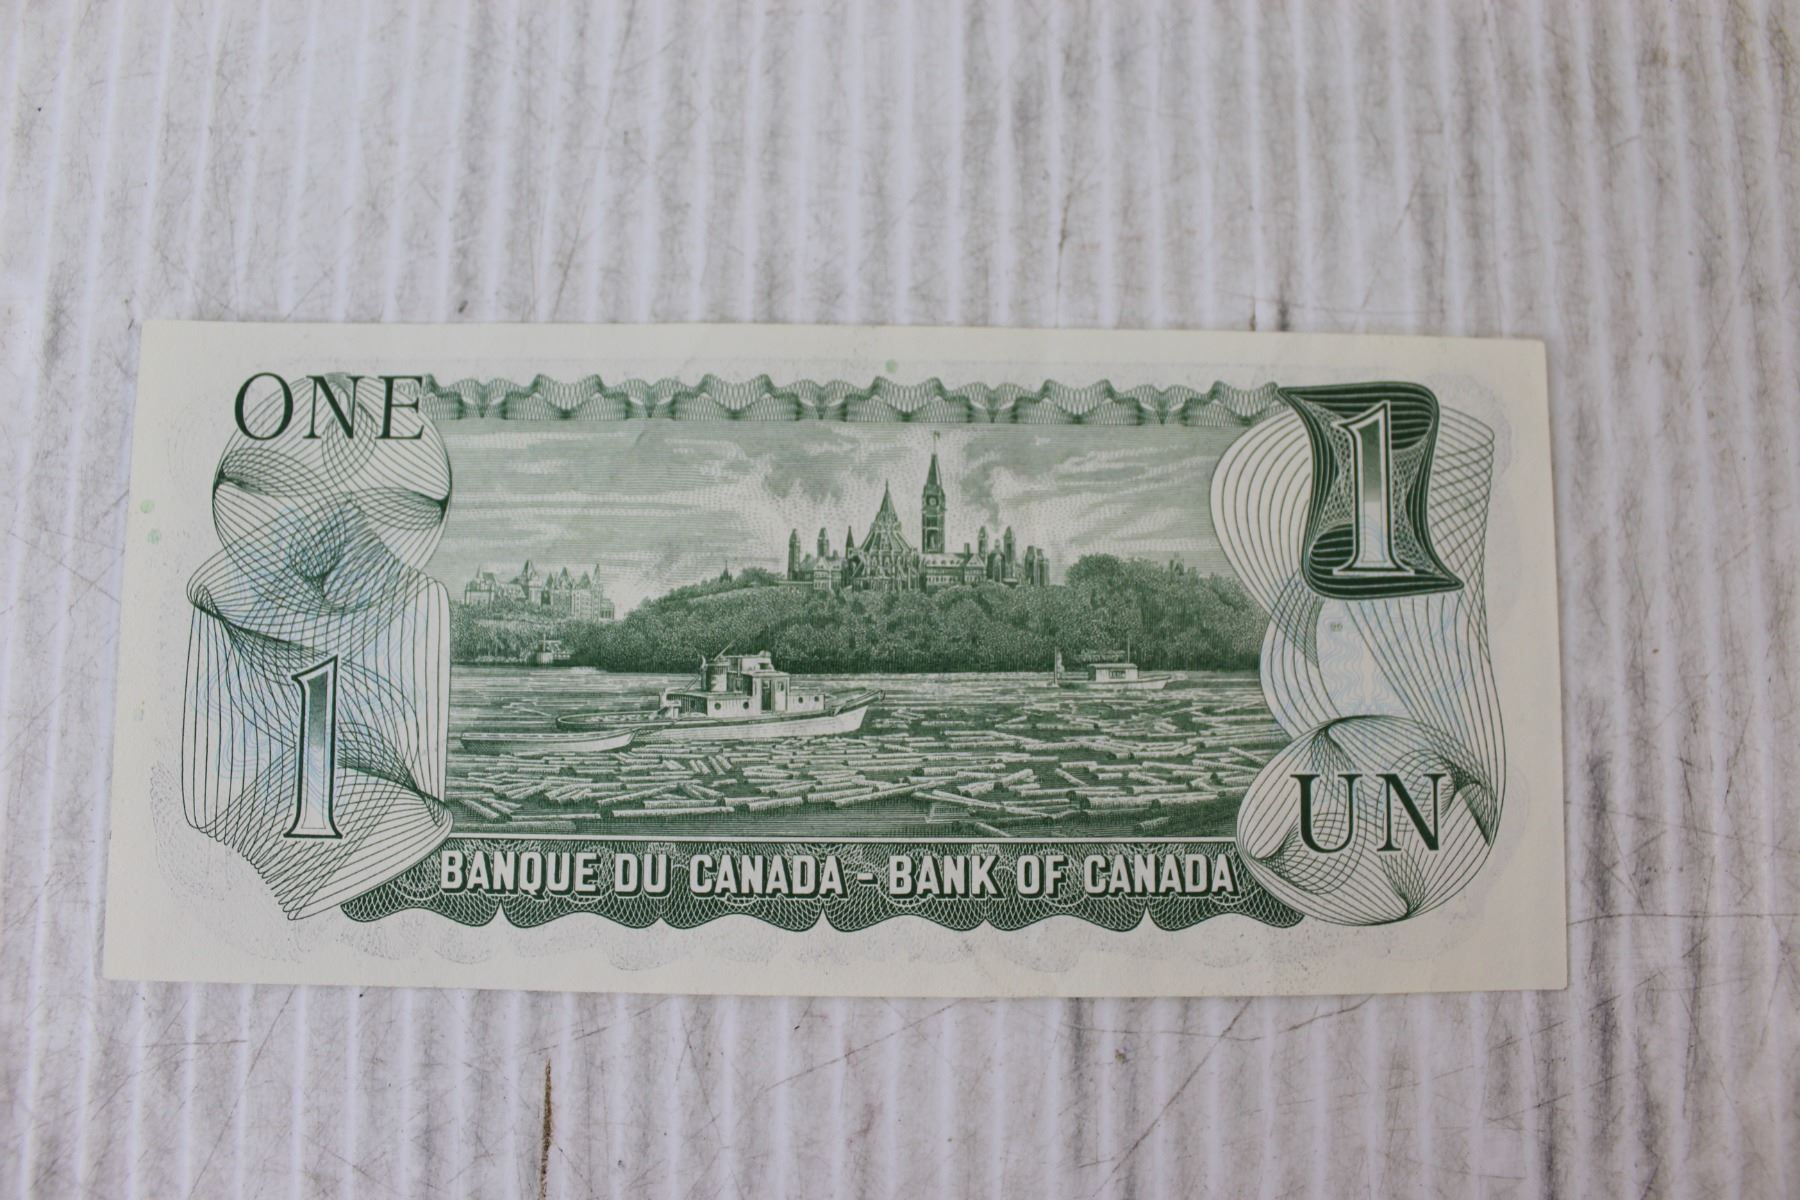 ONE
1
1
UN
BANQUE DU CANADA - BANK OF CANADA